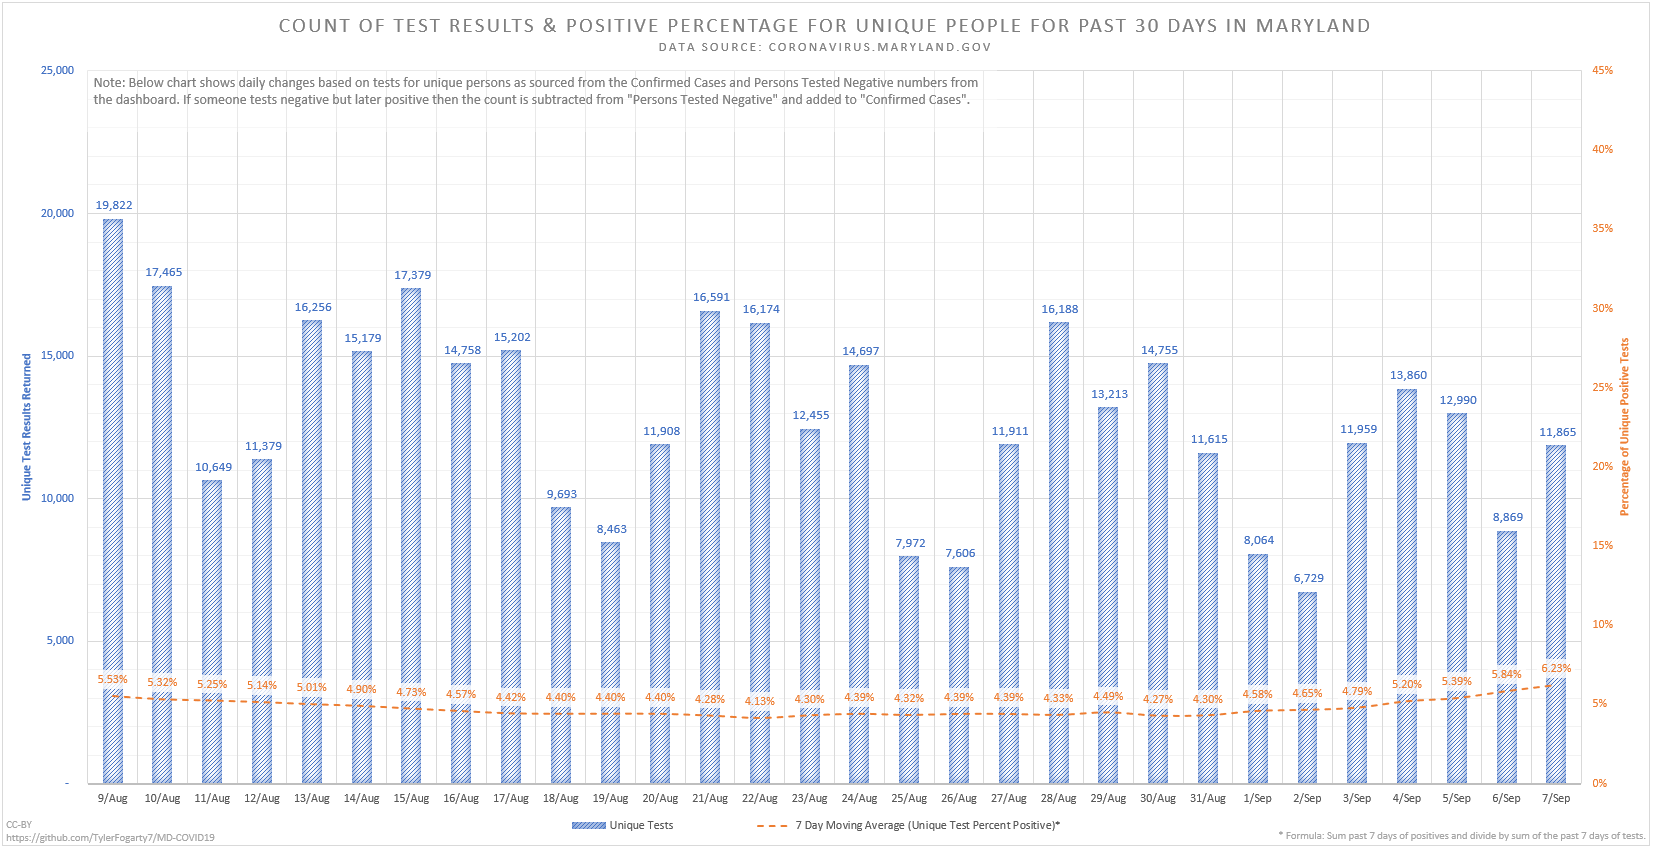 COUNT OF TEST RESULTS & POSITIVE PERCENTAGE FOR UNIQUE PEOPLE FOR PAST 30 DAYS IN MARYLAND
DATA SOURCE: CORONAVIRUS.MARYLAND.GOV
Note: Below chart shows daily changes based on tests for unique persons as sourced from the Confirmed Cases and Persons Tested Negative numbers from
the dashboard. If someone tests negative but later positive then the count is subtracted from "Persons Tested Negative" and added to "Confirmed Cases".
Unique Test Results Returned
25,000
20,000
15,000
10,000
5,000
-
19,822
17,465
10,649
11,379
16,256
15,179
17,379
14,758
15,202
9,693
8,463
11,908
16,591
16,174
12,455
14,697
7,972
7,606
11,911
16,188
13,213
14,755
11,615
8,064
6,729
11,959
13,860
12,990
8,869
11,865
5.53%
5.32%
5.25%
5.14%
5.01%
4.90%
4.73%
4.57%
4.42%
4.40%
4.40%
4.40%
4.28%
4.13%
4.30%
4.39%
4.32%
4.39%
4.39%
4.33%
4.49%
4.27%
4.30%
4.58%
4.65%
4.79%
5.20%
5.39%
5.84%
6.23%
45%
40%
35%
30%
25%
20%
15%
10%
5%
0%
Percentage of Unique Positive Tests
9/Aug
10/Aug
11/Aug
12/Aug
13/Aug
14/Aug
15/Aug
16/Aug
17/Aug
18/Aug
19/Aug
20/Aug
21/Aug
22/Aug
23/Aug
24/Aug
25/Aug
26/Aug
27/Aug
28/Aug
29/Aug
30/Aug
31/Aug
1/Sep
2/Sep
3/Sep
4/Sep
5/Sep
6/Sep
7/Sep
Unique Tests
7 Day Moving Average (Unique Test Percent Positive)*
CC-BY
https://github.com/TylerFogarty7/MD-COVID19
* Formula: Sum past 7 days of positives and divide by sum of the past 7 days of tests.